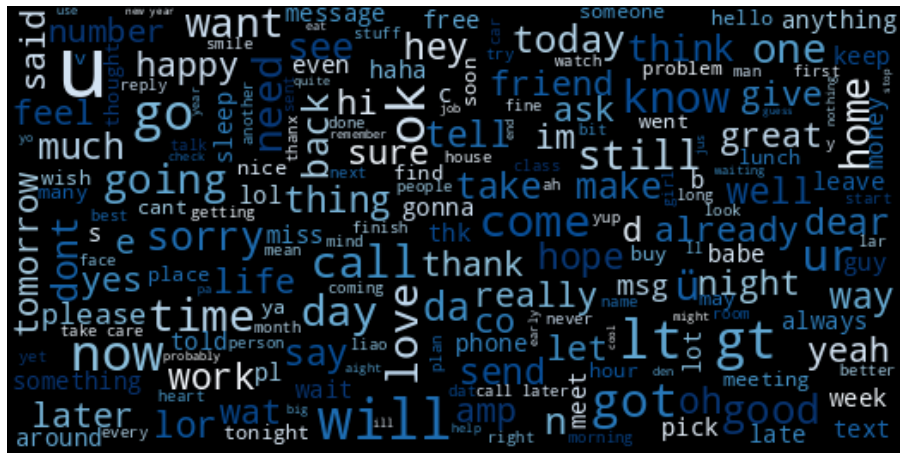 said
number
want
message
free
someone
hello
anything
new year
use
eat
smile
stuff
see
hey
today
think
one
keep
u
v
happy
even
haha
soon
try
car
watch
problem
man
first
feel
thought
reply
year
sleep
another
need
thanx
sent
quite
back
hi
c
ok
job
friend
fine
ask
know
give
nothing
home
money
stop
go
yo
talk
check
done
remember
tell
end
im
bit
went
jus
great
guess
y
much
nice
sure
house
still
wish
many
going
lol
next
find
people
take
ah
class
make
girl
b
long
lunch
waiting
well
leave
start
tomorrow
dont
best
cant
getting
thing
gonna
come
yup
d
look
already
dear
s
e
sorry
miss
mind
finish
mean
thk
hope
buy
ll
babe
ur
lar
guy
face
yes
place
pa
life
call
coming
thank
really
msg
name
ü
may
night
room
way
please
time
ya
month
day
love
da
co
early
never
might
always
take care
told
person
plan
phone
let
cool
lt
lot
gt
yeah
yet
now
probably
say
liao
aight
send
hour
den
meeting
better
something
work
pl
wait
dat
call later
meet
week
heart
later
lor
wat
big
will
ill
amp
help
n
got
oh
good
around
every
tonight
right
morning
pick
late
text